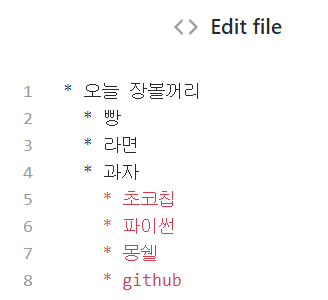 <> Edit file
1 * 오늘 장볼꺼리
2 * 빵
3 * 라면
4 * 과자
5 * 초코칩
6 * 파이썬
7 * 몽쉘
8 * github